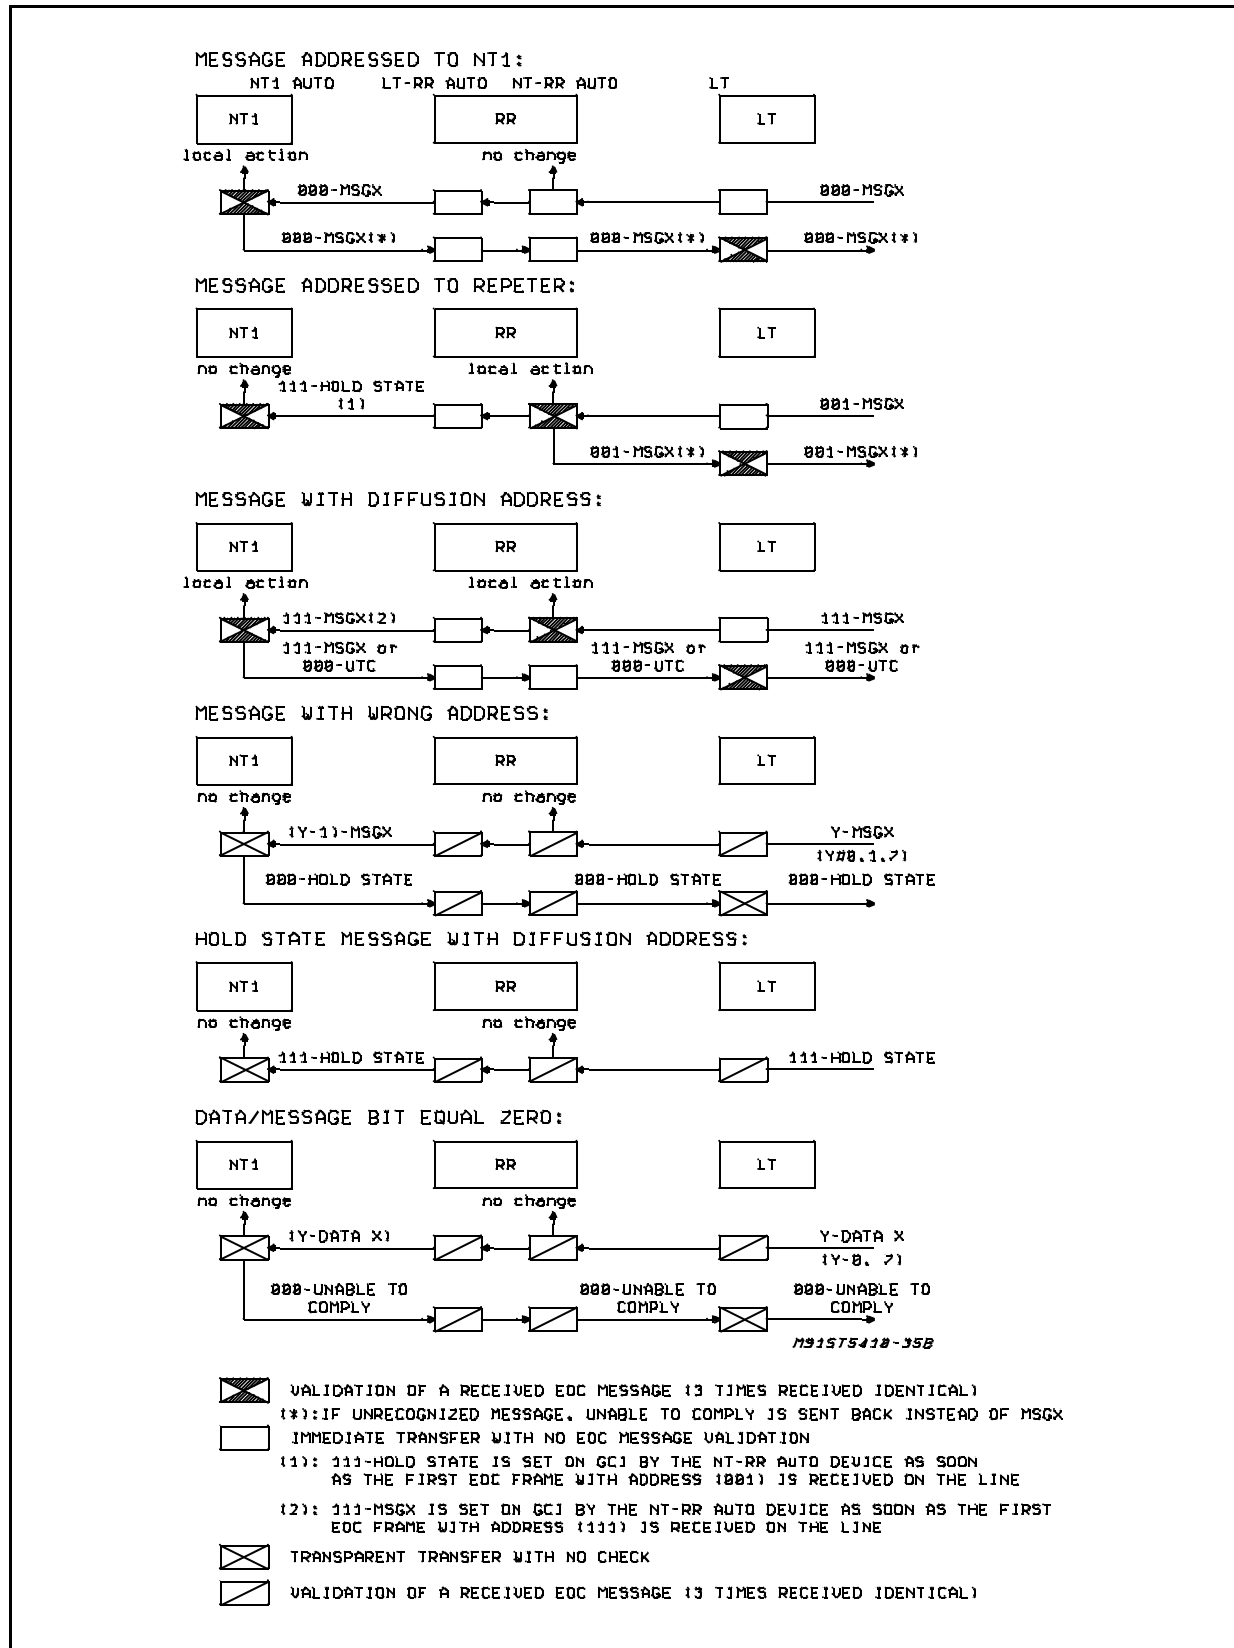 MESSAGE ADDRESSED TO NT1:
NT1 AUTO LT-RR AUTO NT-RR AUTO LT
NT1 RR LT
local action no change
000-MSGX 000-MSGX
000-MSGX(*) 000-MSGX(*) 000-MSGX(*)
MESSAGE ADDRESSED TO REPETER:
NT1 RR LT
no change local action
111-HOLD STATE
(1) 001-MSGX
001-MSGX(*) 001-MSGX(*)
MESSAGE WITH DIFFUSION ADDRESS:
NT1 RR LT
local action local action
111-MSGX(2) 111-MSGX
111-MSGX or 111-MSGX or 111-MSGX or
000-UTC 000-UTC 000-UTC
MESSAGE WITH WRONG ADDRESS:
NT1 RR LT
no change no change
(Y-1)-MSGX Y-MSGX
(Y#0,1,7)
000-HOLD STATE 000-HOLD STATE 000-HOLD STATE
HOLD STATE MESSAGE WITH DIFFUSION ADDRESS:
NT1 RR LT
no change no change
111-HOLD STATE 111-HOLD STATE
DATA/MESSAGE BIT EQUAL ZERO:
NT1 RR LT
no change no change
(Y-DATA X) Y-DATA X
(Y-0, 7)
000-UNABLE TO 000-UNABLE TO 000-UNABLE TO
COMPLY COMPLY COMPLY
M91ST5410-35B
VALIDATION OF A RECEIVED EOC MESSAGE (3 TIMES RECEIVED IDENTICAL)
(*):IF UNRECOGNIZED MESSAGE, UNABLE TO COMPLY IS SENT BACK INSTEAD OF MSGX
IMMEDIATE TRANSFER WITH NO EOC MESSAGE VALIDATION
(1): 111-HOLD STATE IS SET ON GCI BY THE NT-RR AUTO DEVICE AS SOON
AS THE FIRST EOC FRAME WITH ADDRESS (001) IS RECEIVED ON THE LINE
(2): 111-MSGX IS SET ON GCI BY THE NT-RR AUTO DEVICE AS SOON AS THE FIRST
EOC FRAME WITH ADDRESS (111) IS RECEIVED ON THE LINE
TRANSPARENT TRANSFER WITH NO CHECK
VALIDATION OF A RECEIVED EOC MESSAGE (3 TIMES RECEIVED IDENTICAL)